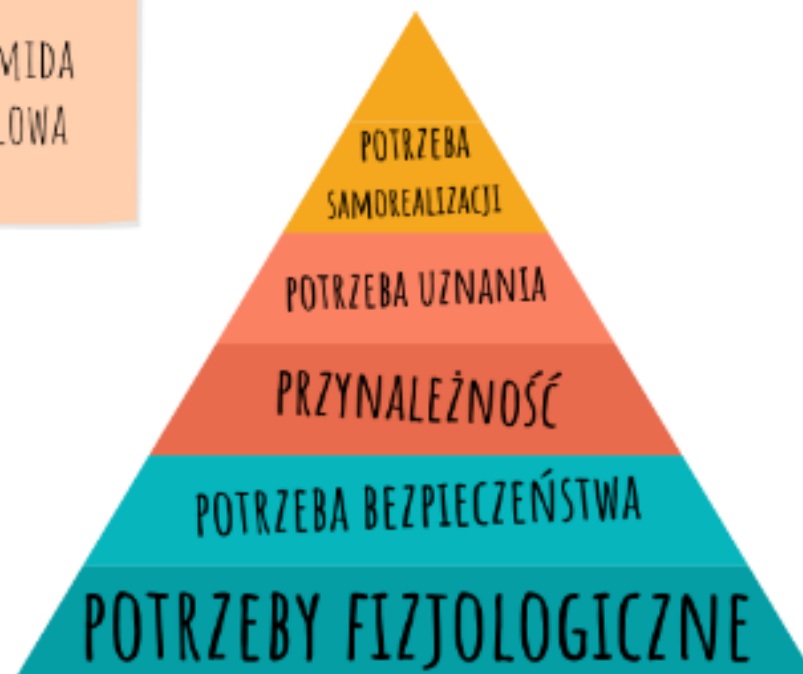 POTRZEBA
SAMOREALIZACJI
POTRZEBA UZNANIA
PRZYNALEŻNOŚĆ
POTRZEBA BEZPIECZEŃSTWA
POTRZEBY FIZJOLOGICZNE